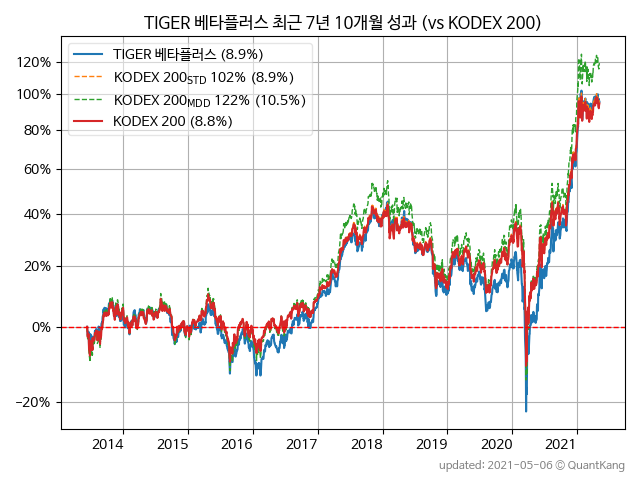 TIGER 베타플러스 최근 7년 10개월 성과 (vs KODEX 200)
TIGER 베타플러스 (8.9%)
KODEX 200STD 102% (8.9%)
KODEX 200MDD 122% (10.5%)
KODEX 200 (8.8%)
120%
100%
80%
60%
40%
20%
0%
−20%
2014 2015 2016 2017 2018 2019 2020 2021
updated: 2021-05-06 © QuantKang